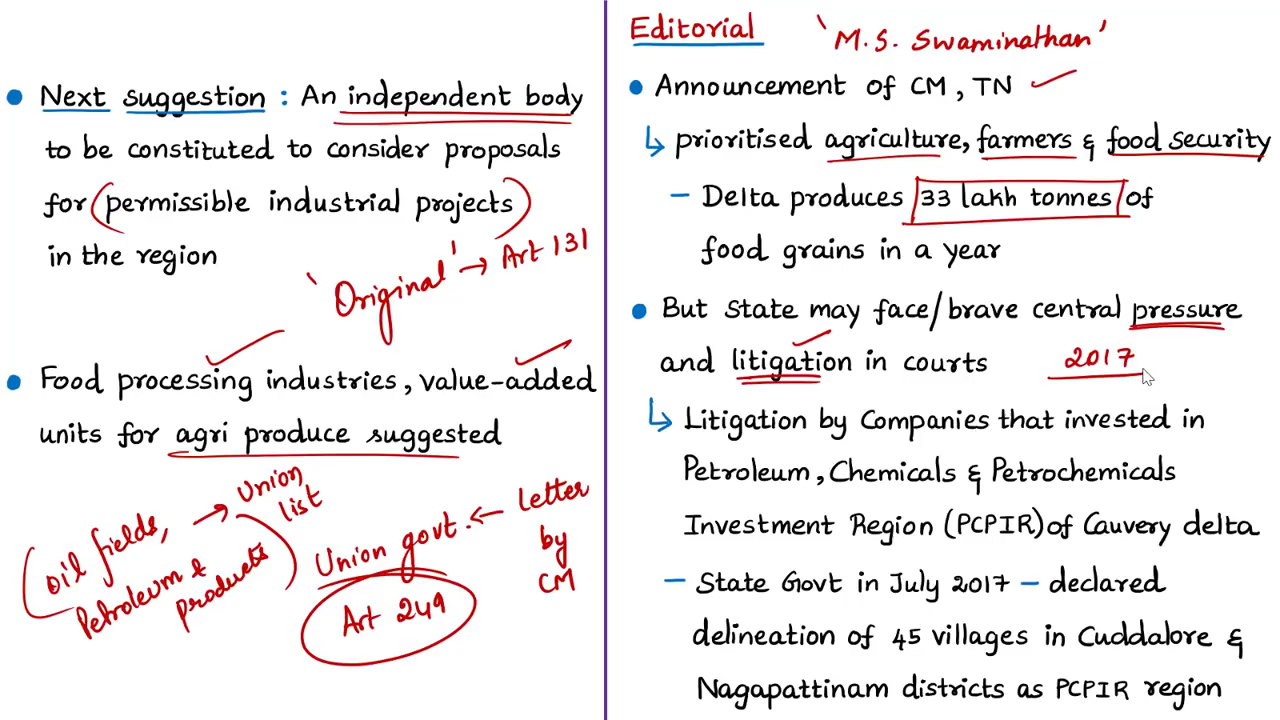 • Next suggestion : An independent body
to be constituted to consider proposals
for (permissible industrial projects)
in the region
'Original' → Art 131
• Food processing industries, value-added
units for agri produce suggested
oil fields,
Petroleum &
products
→ Union
list
Union govt. ← letter
by
CM
Art 249
Editorial
'M.S. Swaminathan'
• Announcement of CM, TN ✓
↳ prioritised agriculture, farmers & food security
– Delta produces 33 lakh tonnes of
food grains in a year
• But State may face/brave central pressure
and litigation in courts 2017
↳ Litigation by Companies that invested in
Petroleum, Chemicals & Petrochemicals
Investment Region (PCPIR) of Cauvery delta
– State Govt in July 2017 – declared
delineation of 45 villages in Cuddalore &
Nagapattinam districts as PCPIR region